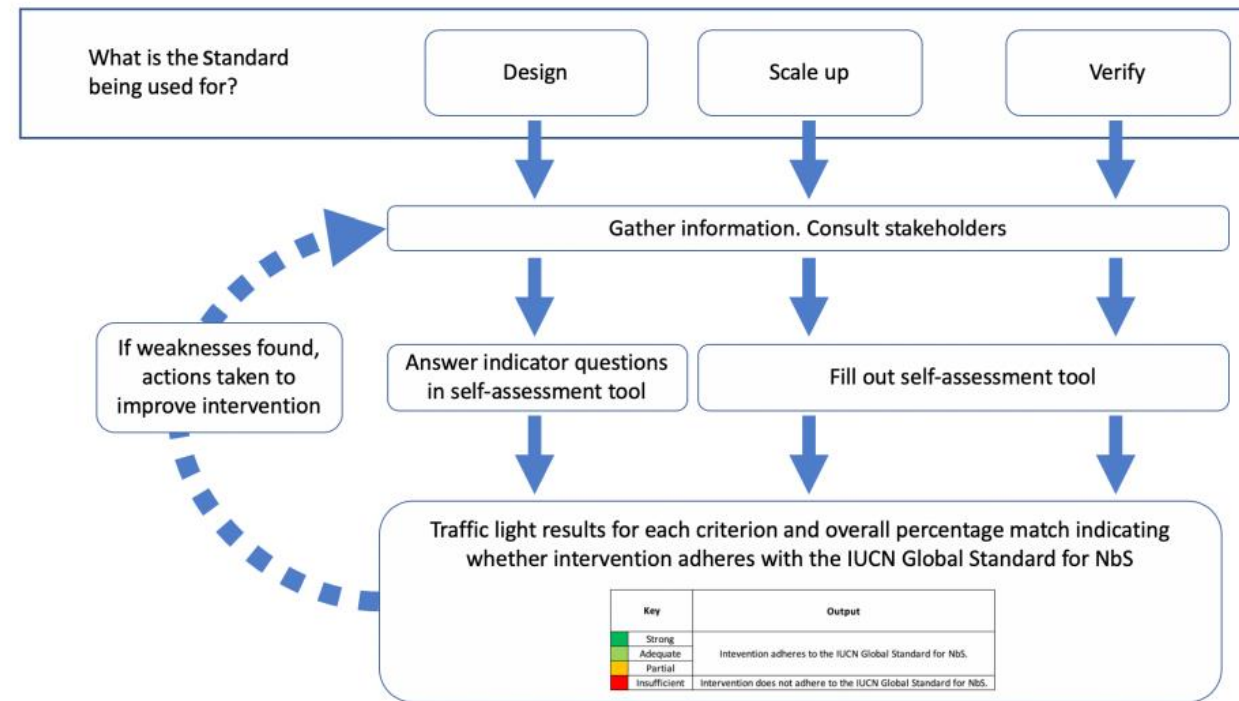 What is the Standard
being used for?
Design
Scale up
Verify
Gather information. Consult stakeholders
If weaknesses found,
actions taken to
improve intervention
Answer indicator questions
in self-assessment tool
Fill out self-assessment tool
Traffic light results for each criterion and overall percentage match indicating
whether intervention adheres with the IUCN Global Standard for NbS
Key
Output
Strong
Adequate
Partial
Intevention adheres to the IUCN Global Standard for NbS.
Insufficient
Intervention does not adhere to the IUCN Global Standard for NbS.